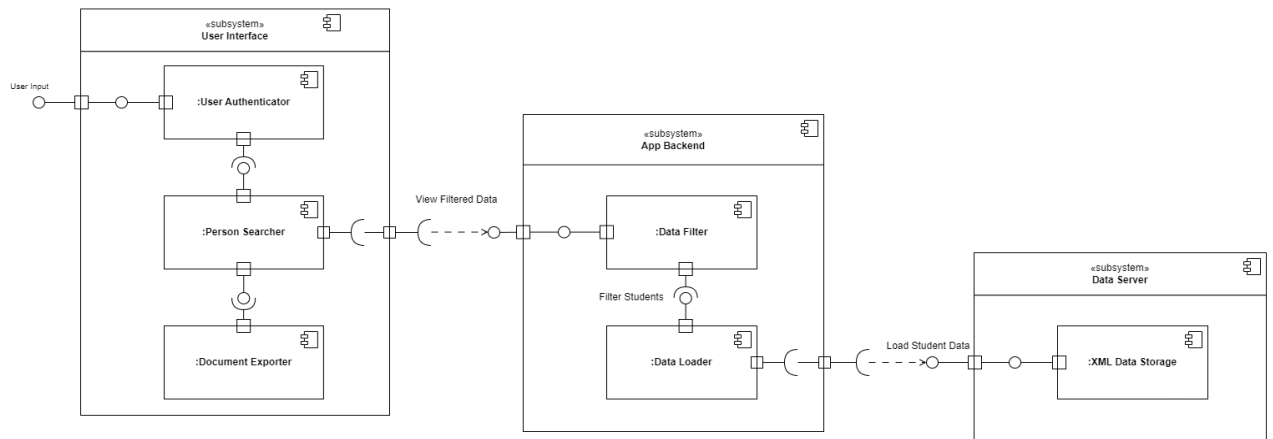 «subsystem»
User Interface
User Input
:User Authenticator
:Person Searcher
:Document Exporter
View Filtered Data
«subsystem»
App Backend
:Data Filter
Filter Students
:Data Loader
Load Student Data
«subsystem»
Data Server
:XML Data Storage